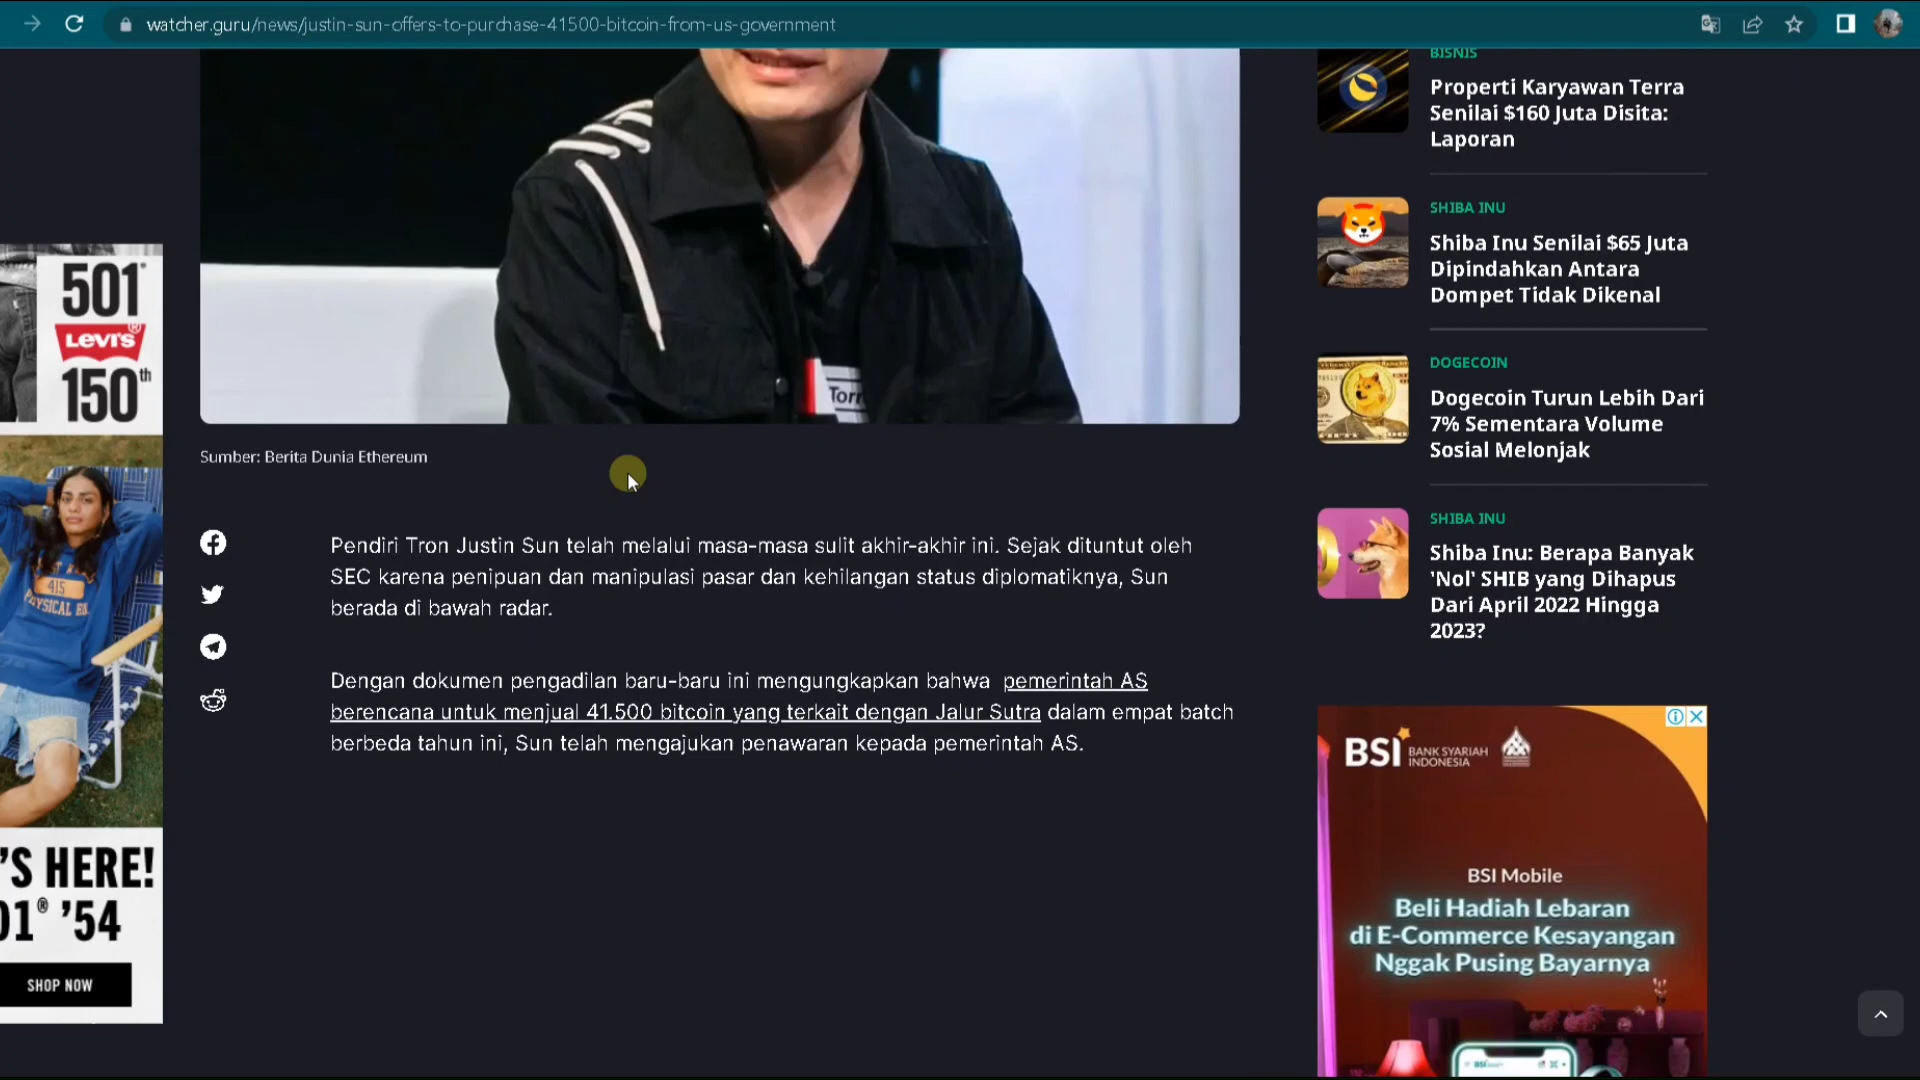 watcher.guru/news/justin-sun-offers-to-purchase-41500-bitcoin-from-us-government
Torr
Sumber: Berita Dunia Ethereum
Pendiri Tron Justin Sun telah melalui masa-masa sulit akhir-akhir ini. Sejak dituntut oleh
SEC karena penipuan dan manipulasi pasar dan kehilangan status diplomatiknya, Sun
berada di bawah radar.
Dengan dokumen pengadilan baru-baru ini mengungkapkan bahwa pemerintah AS
berencana untuk menjual 41.500 bitcoin yang terkait dengan Jalur Sutra dalam empat batch
berbeda tahun ini, Sun telah mengajukan penawaran kepada pemerintah AS.
501®
LEVI'S®
150th
415
PHYSICAL
'S HERE!
01® '54
SHOP NOW
BISNIS
Properti Karyawan Terra
Senilai $160 Juta Disita:
Laporan
SHIBA INU
Shiba Inu Senilai $65 Juta
Dipindahkan Antara
Dompet Tidak Dikenal
DOGECOIN
Dogecoin Turun Lebih Dari
7% Sementara Volume
Sosial Melonjak
SHIBA INU
Shiba Inu: Berapa Banyak
'Nol' SHIB yang Dihapus
Dari April 2022 Hingga
2023?
BSI BANK SYARIAH
INDONESIA
BSI Mobile
Beli Hadiah Lebaran
di E-Commerce Kesayangan
Nggak Pusing Bayarnya